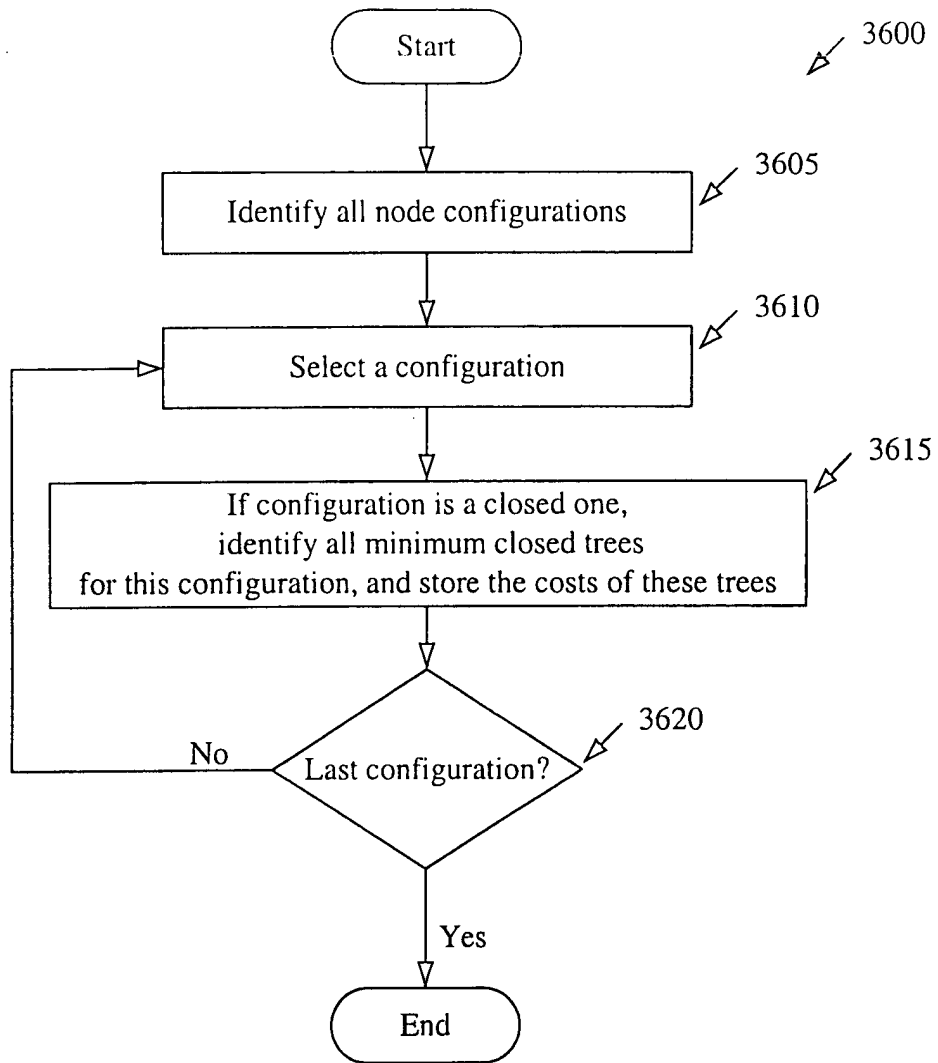 Start
3600
3605
Identify all node configurations
3610
Select a configuration
3615
If configuration is a closed one,
identify all minimum closed trees
for this configuration, and store the costs of these trees
3620
No
Last configuration?
Yes
End